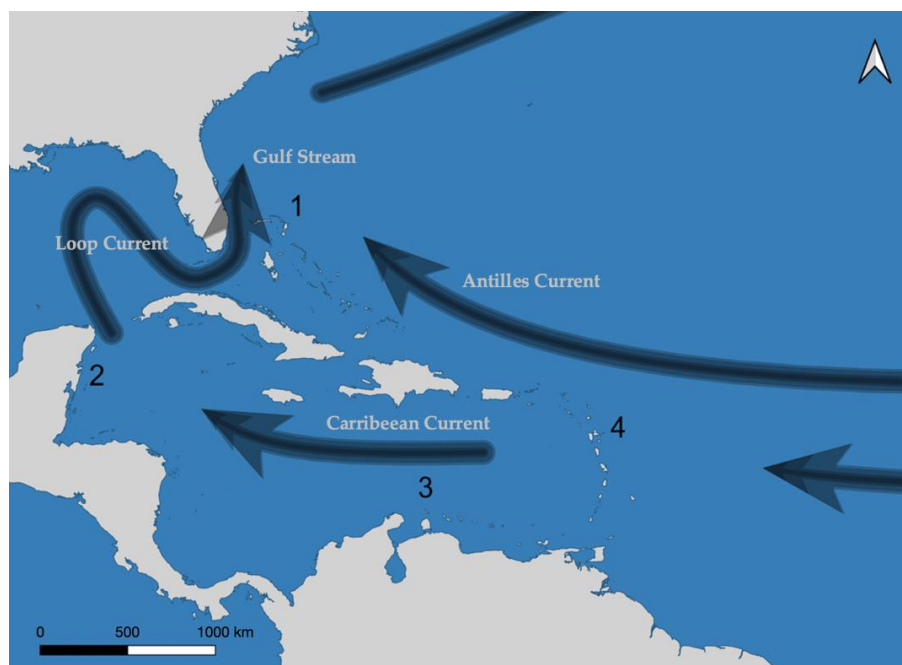 Gulf Stream
1
Loop Current
Antilles Current
2
Carribeean Current
4
3
0 500 1000 km